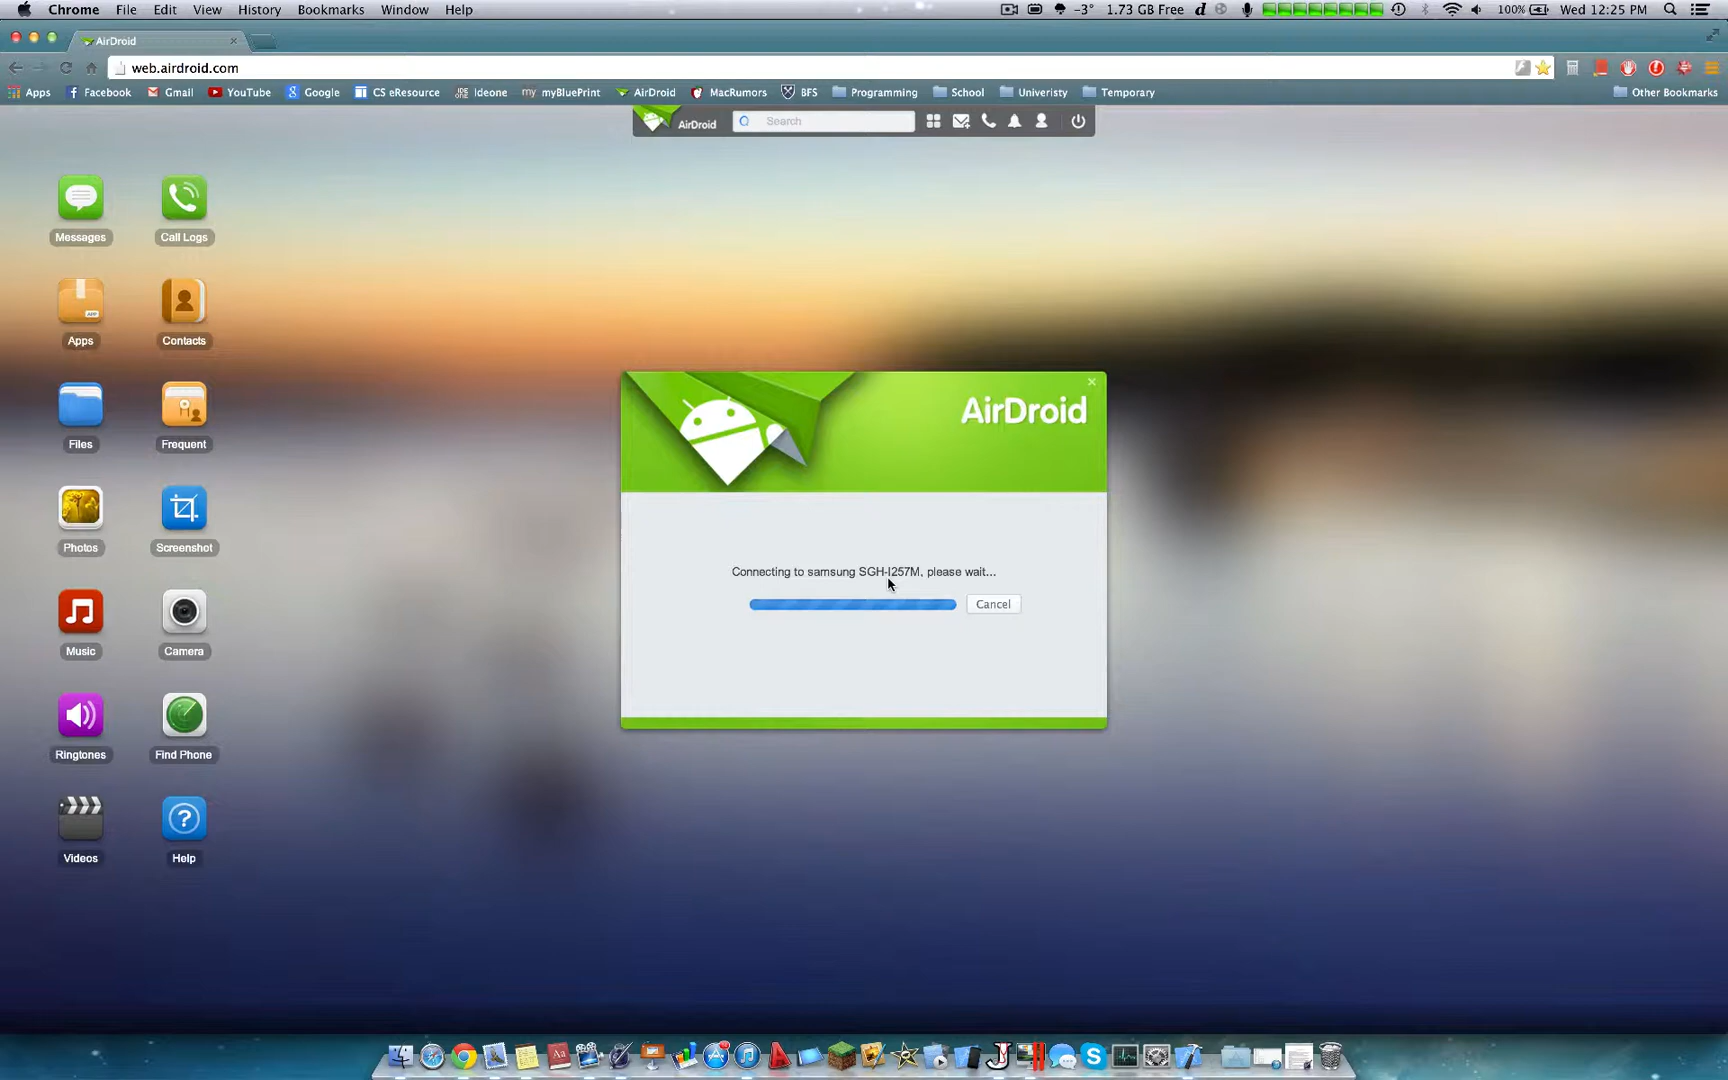 Chrome File Edit View History Bookmarks Window Help -3° 1.73 GB Free d 100% Wed 12:25 PM
AirDroid
web.airdroid.com
Apps Facebook Gmail YouTube Google CS eResource Ideone myBluePrint AirDroid MacRumors BFS Programming School Univeristy Temporary Other Bookmarks
AirDroid Search
Messages Call Logs
APP
Apps Contacts
Files Frequent
Photos Screenshot
Music Camera
Ringtones Find Phone
?
Videos Help
AirDroid
Connecting to samsung SGH-I257M, please wait...
Cancel
Aa